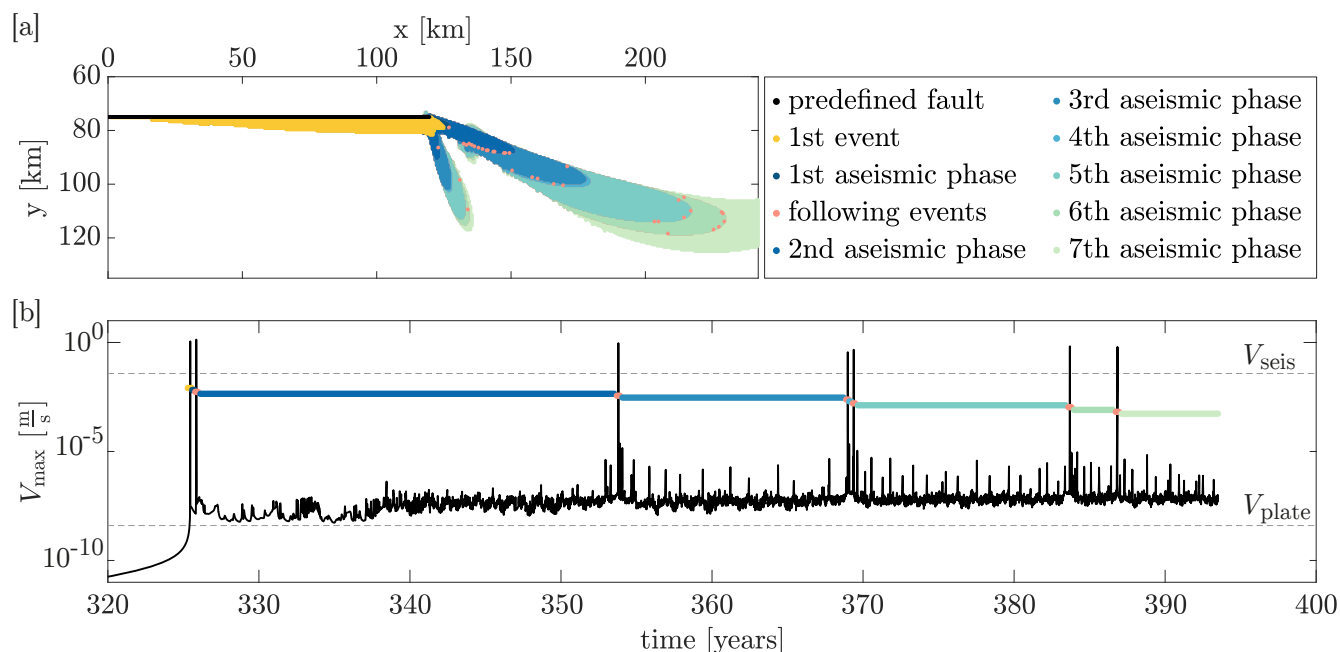 [a]
x [km]
0 50 100 150 200
60
80
100
120
y [km]
predefined fault
1st event
1st aseismic phase
following events
2nd aseismic phase
3rd aseismic phase
4th aseismic phase
5th aseismic phase
6th aseismic phase
7th aseismic phase
[b]
10^0
10^-5
10^-10
V_max [m/s]
V_seis
V_plate
320 330 340 350 360 370 380 390 400
time [years]